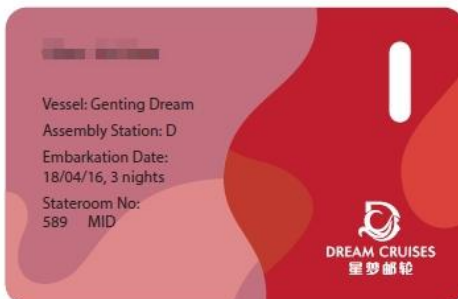 Vessel: Genting Dream
Assembly Station: D
Embarkation Date:
18/04/16, 3 nights
Stateroom No:
589 MID
DREAM CRUISES
星梦邮轮